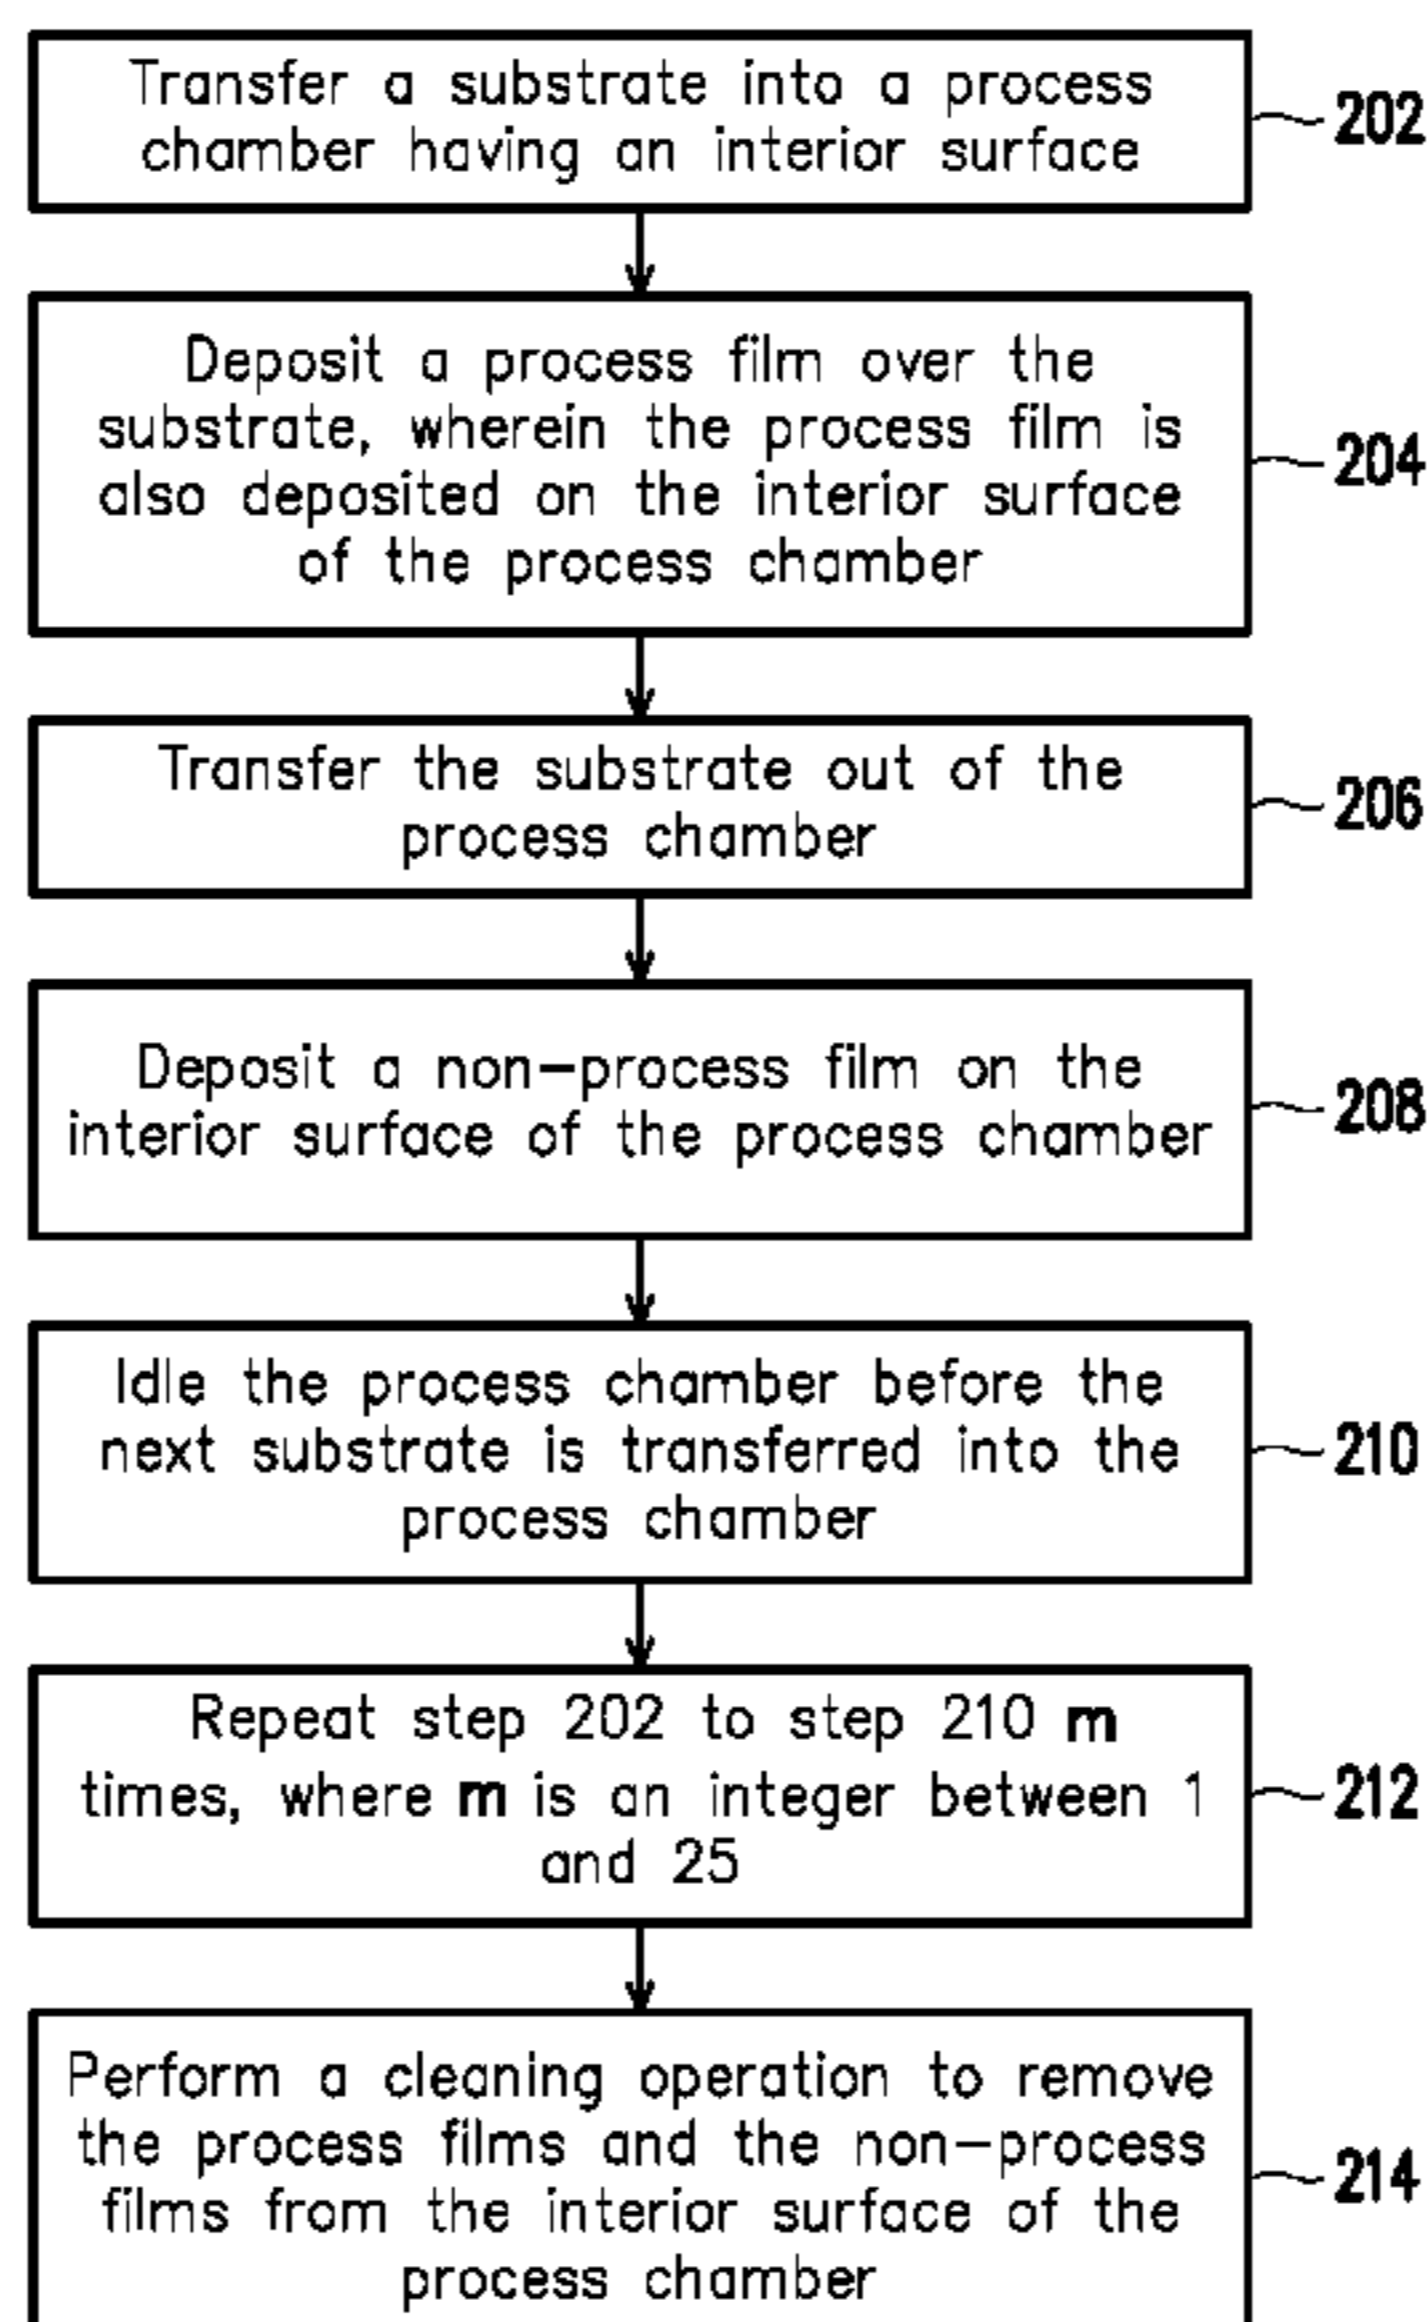 Transfer a substrate into a process
chamber having an interior surface
202
Deposit a process film over the
substrate, wherein the process film is
also deposited on the interior surface
of the process chamber
204
Transfer the substrate out of the
process chamber
206
Deposit a non-process film on the
interior surface of the process chamber
208
Idle the process chamber before the
next substrate is transferred into the
process chamber
210
Repeat step 202 to step 210 m
times, where m is an integer between 1
and 25
212
Perform a cleaning operation to remove
the process films and the non-process
films from the interior surface of the
process chamber
214